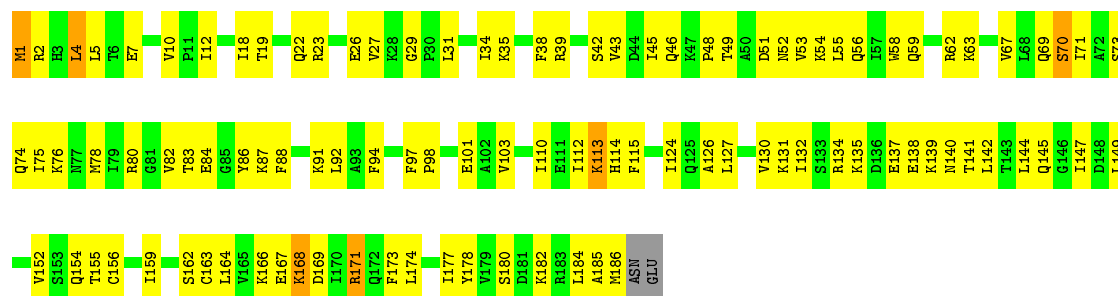 M1 R2 H3 L4 L5 T6 E7 V10 P11 I12 I18 T19 Q22 R23 E26 V27 K28 G29 P30 L31 I34 K35 F38 R39 S42 V43 D44 I45 Q46 K47 P48 T49 A50 D51 N52 V53 K54 L55 Q56 I57 W58 Q59 R62 K63 V67 L68 Q69 S70 I71 A72 S73
Q74 I75 K76 N77 M78 I79 R80 G81 V82 T83 E84 G85 Y86 K87 F88 K91 L92 A93 F94 F97 P98 E101 A102 V103 I110 E111 I112 K113 H114 F115 I124 Q125 A126 L127 V130 K131 I132 S133 R134 K135 D136 E137 E138 K139 N140 T141 L142 T143 L144 Q145 G146 I147 D148 L149
V152 S153 Q154 T155 C156 I159 S162 C163 L164 V165 K166 E167 K168 D169 I170 R171 Q172 F173 L174 I177 Y178 V179 S180 D181 K182 R183 L184 A185 M186 ASN GLU